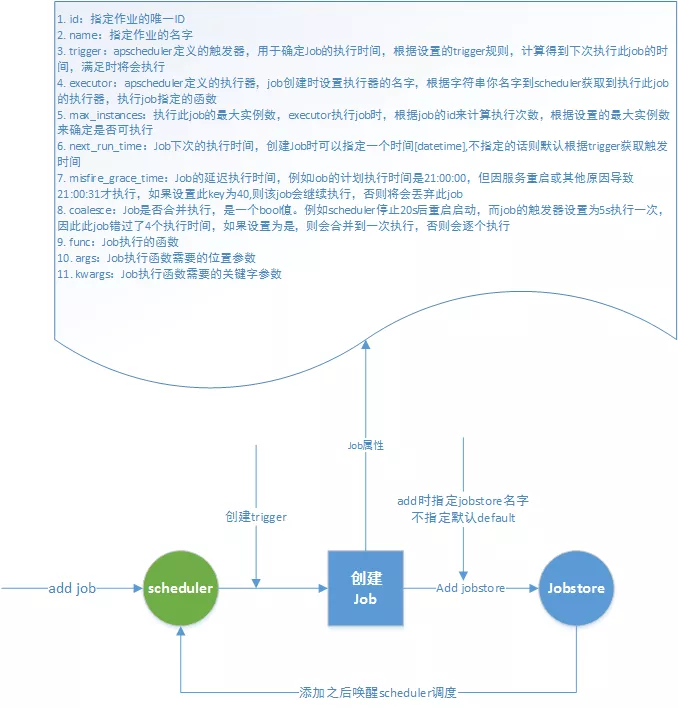 1. id：指定作业的唯一ID
2. name：指定作业的名字
3. trigger：apscheduler定义的触发器，用于确定Job的执行时间，根据设置的trigger规则，计算得到下次执行此job的时
间，满足时将会执行
4. executor：apscheduler定义的执行器，job创建时设置执行器的名字，根据字符串你名字到scheduler获取到执行此job
的执行器，执行job指定的函数
5. max_instances：执行此job的最大实例数，executor执行job时，根据job的id来计算执行次数，根据设置的最大实例数
来确定是否可执行
6. next_run_time：Job下次的执行时间，创建Job时可以指定一个时间[datetime],不指定的话则默认根据trigger获取触发
时间
7. misfire_grace_time：Job的延迟执行时间，例如Job的计划执行时间是21:00:00，但因服务重启或其他原因导致
21:00:31才执行，如果设置此key为40,则该job会继续执行，否则将会丢弃此job
8. coalesce：Job是否合并执行，是一个bool值。例如scheduler停止20s后重启启动，而job的触发器设置为5s执行一次，
因此此job错过了4个执行时间，如果设置为是，则会合并到一次执行，否则会逐个执行
9. func：Job执行的函数
10. args：Job执行函数需要的位置参数
11. kwargs：Job执行函数需要的关键字参数
Job属性
add时指定jobstore名字
不指定默认default
创建trigger
add job
scheduler
创建
Job
Add jobstore
Jobstore
添加之后唤醒scheduler调度